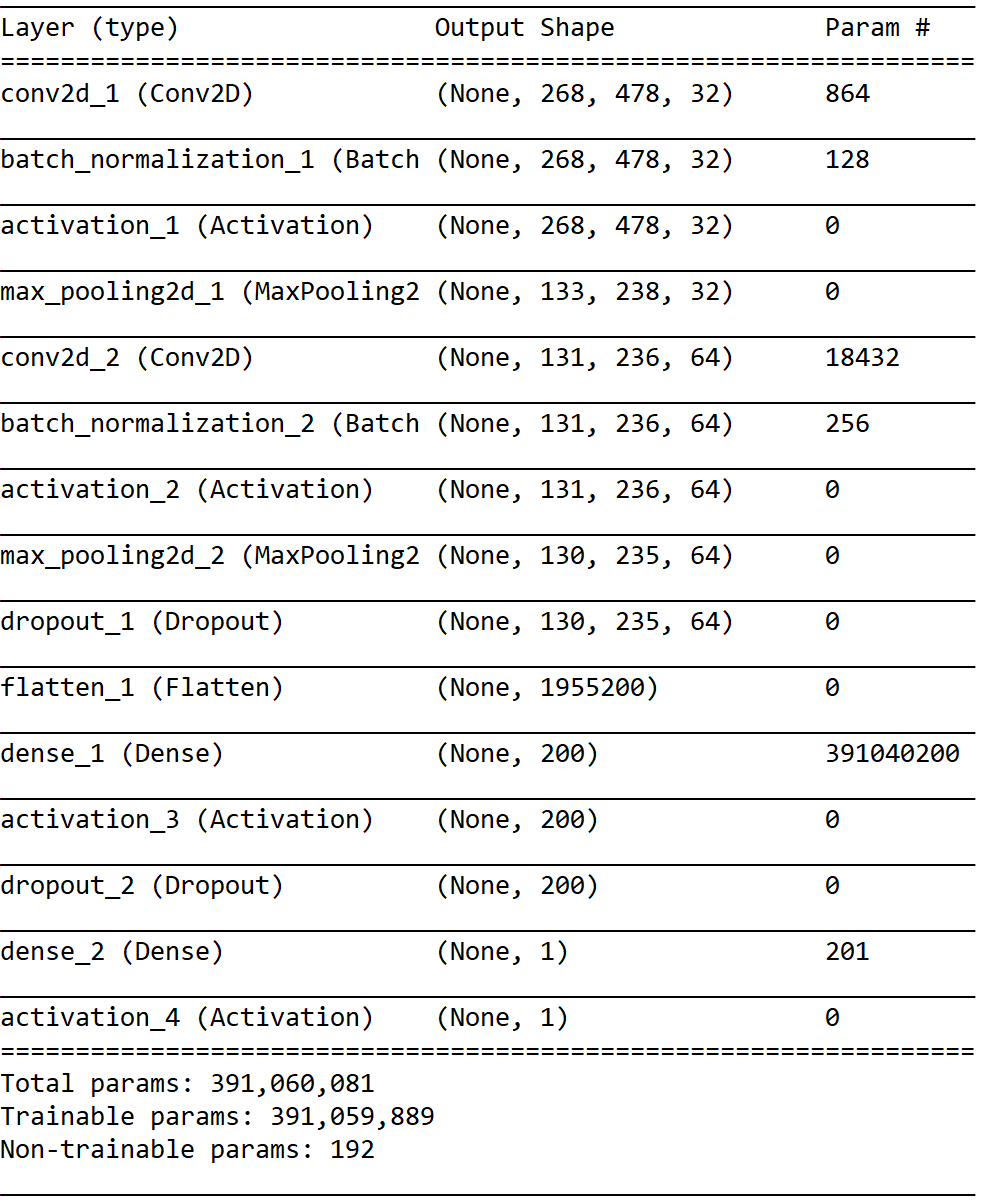 Layer (type) Output Shape Param #
=================================================================
conv2d_1 (Conv2D) (None, 268, 478, 32) 864
batch_normalization_1 (Batch (None, 268, 478, 32) 128
activation_1 (Activation) (None, 268, 478, 32) 0
max_pooling2d_1 (MaxPooling2 (None, 133, 238, 32) 0
conv2d_2 (Conv2D) (None, 131, 236, 64) 18432
batch_normalization_2 (Batch (None, 131, 236, 64) 256
activation_2 (Activation) (None, 131, 236, 64) 0
max_pooling2d_2 (MaxPooling2 (None, 130, 235, 64) 0
dropout_1 (Dropout) (None, 130, 235, 64) 0
flatten_1 (Flatten) (None, 1955200) 0
dense_1 (Dense) (None, 200) 391040200
activation_3 (Activation) (None, 200) 0
dropout_2 (Dropout) (None, 200) 0
dense_2 (Dense) (None, 1) 201
activation_4 (Activation) (None, 1) 0
=================================================================
Total params: 391,060,081
Trainable params: 391,059,889
Non-trainable params: 192